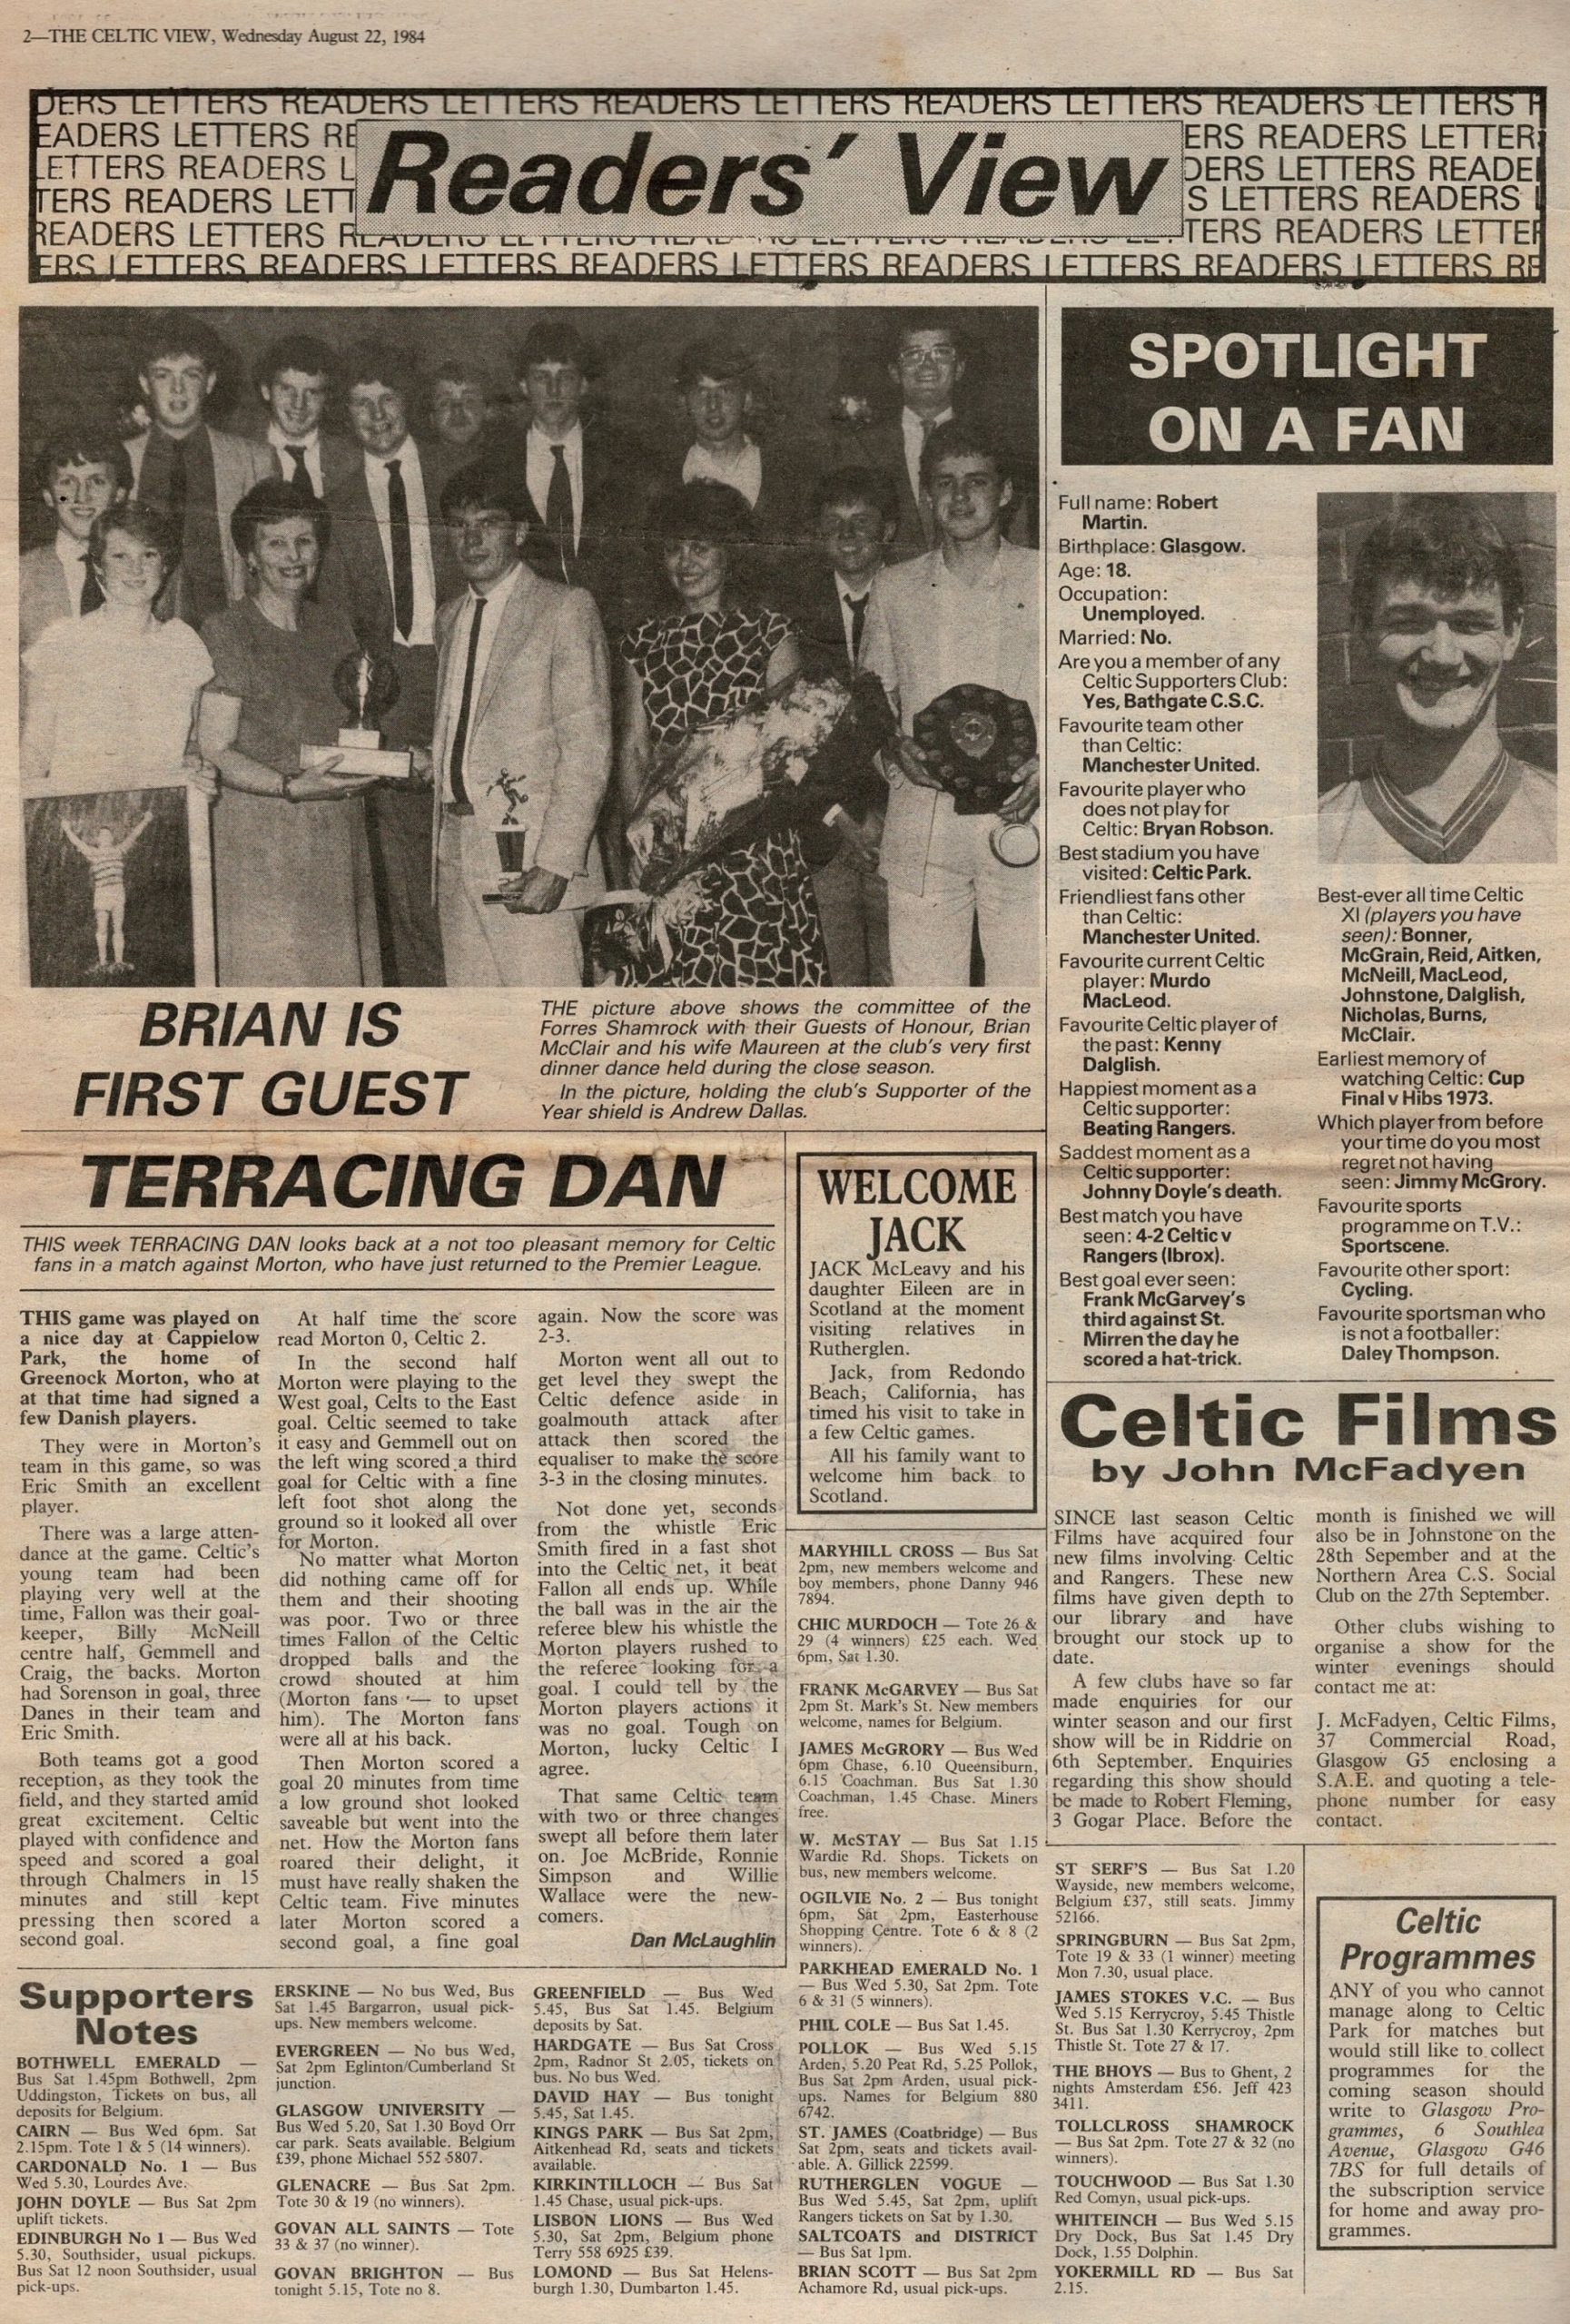 2—THE CELTIC VIEW, Wednesday August 22, 1984
DERS LETTERS READERS LETTERS READERS LETTERS READERS LETTERS READERS LETTERS R
EADERS LETTERS RE
ERS READERS LETTER
LETTERS READERS L
DERS LETTERS READE
TERS READERS LETT
S LETTERS READERS L
READERS LETTERS READERS LETTERS READ
TERS READERS LETTE
ERS LETTERS READERS LETTERS READERS LETTERS READERS LETTERS READERS LETTERS RE
Readers' View
BRIAN IS
FIRST GUEST
THE picture above shows the committee of the
Forres Shamrock with their Guests of Honour, Brian
McClair and his wife Maureen at the club's very first
dinner dance held during the close season.
In the picture, holding the club's Supporter of the
Year shield is Andrew Dallas.
SPOTLIGHT
ON A FAN
Full name: Robert
Martin.
Birthplace: Glasgow.
Age: 18.
Occupation:
Unemployed.
Married: No.
Are you a member of any
Celtic Supporters Club:
Yes, Bathgate C.S.C.
Favourite team other
than Celtic:
Manchester United.
Favourite player who
does not play for
Celtic: Bryan Robson.
Best stadium you have
visited: Celtic Park.
Friendliest fans other
than Celtic:
Manchester United.
Favourite current Celtic
player: Murdo
MacLeod.
Favourite Celtic player of
the past: Kenny
Dalglish.
Happiest moment as a
Celtic supporter:
Beating Rangers.
Saddest moment as a
Celtic supporter:
Johnny Doyle's death.
Best match you have
seen: 4-2 Celtic v
Rangers (Ibrox).
Best goal ever seen:
Frank McGarvey's
third against St.
Mirren the day he
scored a hat-trick.
Best-ever all time Celtic
XI (players you have
seen): Bonner,
McGrain, Reid, Aitken,
McNeill, MacLeod,
Johnstone, Dalglish,
Nicholas, Burns,
McClair.
Earliest memory of
watching Celtic: Cup
Final v Hibs 1973.
Which player from before
your time do you most
regret not having
seen: Jimmy McGrory.
Favourite sports
programme on T.V.:
Sportscene.
Favourite other sport:
Cycling.
Favourite sportsman who
is not a footballer:
Daley Thompson.
TERRACING DAN
THIS week TERRACING DAN looks back at a not too pleasant memory for Celtic
fans in a match against Morton, who have just returned to the Premier League.
THIS game was played on
a nice day at Cappielow
Park, the home of
Greenock Morton, who at
at that time had signed a
few Danish players.
They were in Morton's
team in this game, so was
Eric Smith an excellent
player.
There was a large atten-
dance at the game. Celtic's
young team had been
playing very well at the
time, Fallon was their goal-
keeper, Billy McNeill
centre half, Gemmell and
Craig, the backs. Morton
had Sorenson in goal, three
Danes in their team and
Eric Smith.
Both teams got a good
reception, as they took the
field, and they started amid
great excitement. Celtic
played with confidence and
speed and scored a goal
through Chalmers in 15
minutes and still kept
pressing then scored a
second goal.
At half time the score
read Morton 0, Celtic 2.
In the second half
Morton were playing to the
West goal, Celts to the East
goal. Celtic seemed to take
it easy and Gemmell out on
the left wing scored a third
goal for Celtic with a fine
left foot shot along the
ground so it looked all over
for Morton.
No matter what Morton
did nothing came off for
them and their shooting
was poor. Two or three
times Fallon of the Celtic
dropped balls and the
crowd shouted at him
(Morton fans — to upset
him). The Morton fans
were all at his back.
Then Morton scored a
goal 20 minutes from time
a low ground shot looked
saveable but went into the
net. How the Morton fans
roared their delight, it
must have really shaken the
Celtic team. Five minutes
later Morton scored a
second goal, a fine goal
again. Now the score was
2-3.
Morton went all out to
get level they swept the
Celtic defence aside in
goalmouth attack after
attack then scored the
equaliser to make the score
3-3 in the closing minutes.
Not done yet, seconds
from the whistle Eric
Smith fired in a fast shot
into the Celtic net, it beat
Fallon all ends up. While
the ball was in the air the
referee blew his whistle the
Morton players rushed to
the referee looking for a
goal. I could tell by the
Morton players actions it
was no goal. Tough on
Morton, lucky Celtic I
agree.
That same Celtic team
with two or three changes
swept all before them later
on. Joe McBride, Ronnie
Simpson and Willie
Wallace were the new-
comers.
Dan McLaughlin
WELCOME
JACK
JACK McLeavy and his
daughter Eileen are in
Scotland at the moment
visiting relatives in
Rutherglen.
Jack, from Redondo
Beach, California, has
timed his visit to take in
a few Celtic games.
All his family want to
welcome him back to
Scotland.
Celtic Films
by John McFadyen
SINCE last season Celtic
Films have acquired four
new films involving Celtic
and Rangers. These new
films have given depth to
our library and have
brought our stock up to
date.
A few clubs have so far
made enquiries for our
winter season and our first
show will be in Riddrie on
6th September. Enquiries
regarding this show should
be made to Robert Fleming,
3 Gogar Place. Before the
month is finished we will
also be in Johnstone on the
28th Sepember and at the
Northern Area C.S. Social
Club on the 27th September.
Other clubs wishing to
organise a show for the
winter evenings should
contact me at:
J. McFadyen, Celtic Films,
37 Commercial Road,
Glasgow G5 enclosing a
S.A.E. and quoting a tele-
phone number for easy
contact.
Supporters
Notes
BOTHWELL EMERALD —
Bus Sat 1.45pm Bothwell, 2pm
Uddingston, Tickets on bus, all
deposits for Belgium.
CAIRN — Bus Wed 6pm. Sat
2.15pm. Tote 1 & 5 (14 winners).
CARDONALD No. 1 — Bus
Wed 5.30, Lourdes Ave.
JOHN DOYLE — Bus Sat 2pm
uplift tickets.
EDINBURGH No 1 — Bus Wed
5.30, Southsider, usual pickups.
Bus Sat 12 noon Southsider, usual
pick-ups.
ERSKINE — No bus Wed, Bus
Sat 1.45 Bargarron, usual pick-
ups. New members welcome.
EVERGREEN — No bus Wed,
Sat 2pm Eglinton/Cumberland St
junction.
GLASGOW UNIVERSITY —
Bus Wed 5.20, Sat 1.30 Boyd Orr
car park. Seats available. Belgium
£39, phone Michael 552 5807.
GLENACRE — Bus Sat 2pm.
Tote 30 & 19 (no winners).
GOVAN ALL SAINTS — Tote
33 & 37 (no winner).
GOVAN BRIGHTON — Bus
tonight 5.15, Tote no 8.
GREENFIELD — Bus Wed
5.45, Bus Sat 1.45. Belgium
deposits by Sat.
HARDGATE — Bus Sat Cross
2pm, Radnor St 2.05, tickets on
bus. No bus Wed.
DAVID HAY — Bus tonight
5.45, Sat 1.45.
KINGS PARK — Bus Sat 2pm,
Aitkenhead Rd, seats and tickets
available.
KIRKINTILLOCH — Bus Sat
1.45 Chase, usual pick-ups.
LISBON LIONS — Bus Wed
5.30, Sat 2pm, Belgium phone
Terry 558 6925 £39.
LOMOND — Bus Sat Helens-
burgh 1.30, Dumbarton 1.45.
MARYHILL CROSS — Bus Sat
2pm, new members welcome and
boy members, phone Danny 946
7894.
CHIC MURDOCH — Tote 26 &
29 (4 winners) £25 each. Wed
6pm, Sat 1.30.
FRANK McGARVEY — Bus Sat
2pm St. Mark's St. New members
welcome, names for Belgium.
JAMES McGRORY — Bus Wed
6pm Chase, 6.10 Queensiburn,
6.15 Coachman. Bus Sat 1.30
Coachman, 1.45 Chase. Miners
free.
W. McSTAY — Bus Sat 1.15
Wardie Rd. Shops. Tickets on
bus, new members welcome.
OGILVIE No. 2 — Bus tonight
6pm, Sat 2pm, Easterhouse
Shopping Centre. Tote 6 & 8 (2
winners).
PARKHEAD EMERALD No. 1
— Bus Wed 5.30, Sat 2pm. Tote
6 & 31 (5 winners).
PHIL COLE — Bus Sat 1.45.
POLLOK — Bus Wed 5.15
Arden, 5.20 Peat Rd, 5.25 Pollok,
Bus Sat 2pm Arden, usual pick-
ups. Names for Belgium 880
6742.
ST. JAMES (Coatbridge) — Bus
Sat 2pm, seats and tickets avail-
able. A. Gillick 22599.
RUTHERGLEN VOGUE —
Bus Wed 5.45, Sat 2pm, uplift
Rangers tickets on Sat by 1.30.
SALTCOATS and DISTRICT
— Bus Sat 1pm.
BRIAN SCOTT — Bus Sat 2pm
Achamore Rd, usual pick-ups.
ST SERF'S — Bus Sat 1.20
Wayside, new members welcome,
Belgium £37, still seats. Jimmy
52166.
SPRINGBURN — Bus Sat 2pm,
Tote 19 & 33 (1 winner) meeting
Mon 7.30, usual place.
JAMES STOKES V.C. — Bus
Wed 5.15 Kerrycroy, 5.45 Thistle
St. Bus Sat 1.30 Kerrycroy, 2pm
Thistle St. Tote 27 & 17.
THE BHOYS — Bus to Ghent, 2
nights Amsterdam £56. Jeff 423
3411.
TOLLCLROSS SHAMROCK
— Bus Sat 2pm. Tote 27 & 32 (no
winners).
TOUCHWOOD — Bus Sat 1.30
Red Comyn, usual pick-ups.
WHITEINCH — Bus Wed 5.15
Dry Dock, Bus Sat 1.45 Dry
Dock, 1.55 Dolphin.
YOKERMILL RD — Bus Sat
2.15.
Celtic
Programmes
ANY of you who cannot
manage along to Celtic
Park for matches but
would still like to collect
programmes for the
coming season should
write to Glasgow Pro-
grammes, 6 Southlea
Avenue, Glasgow G46
7BS for full details of
the subscription service
for home and away pro-
grammes.